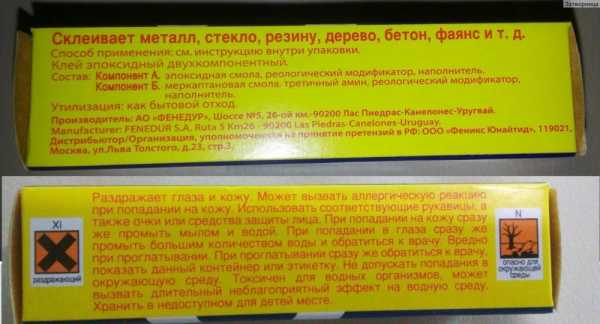 Затворница
Склеивает металл, стекло, резину, дерево, бетон, фаянс и т. д.
Способ применения: см. инструкцию внутри упаковки.
Клей эпоксидный двухкомпонентный.
Состав: Компонент А. эпоксидная смола, реологический модификатор, наполнитель.
Компонент Б. меркаптановая смола, третичный амин, реологический модификатор,
наполнитель.
Утилизация: как бытовой отход.
Производитель: АО «ФЕНЕДУР», Шоссе №5, 26-ой км.-90200 Лас Пиедрас-Канелонес-Уругвай.
Manufacturer: FENEDUR S.A. Ruta 5 Km26 - 90200 Las Piedras-Canelones-Uruguay.
Дистрибьютор/Организация, уполномоченная на принятие претензий в РФ: ООО «Феникс Юнайтид», 119021,
Москва, ул.Льва Толстого, д.23, стр.3.
Раздражает глаза и кожу. Может вызвать аллергическую реакцию
при попадании на кожу. Использовать соответствующие рукавицы, а
также очки или средства защиты лица. При попадании на кожу сразу
же промыть мылом и водой. При попадании в глаза сразу же
промыть большим количеством воды и обратиться к врачу. Вредно
при проглатывании. При проглатывании сразу же обратиться к врачу,
показать данный контейнер или этикетку. Не допускать попадания в
окружающую среду. Токсичен для водных организмов, может
вызвать длительный неблагоприятный эффект на водную среду.
Хранить в недоступном для детей месте.
Xi
раздражающий
N
опасно для
окружающей
среды